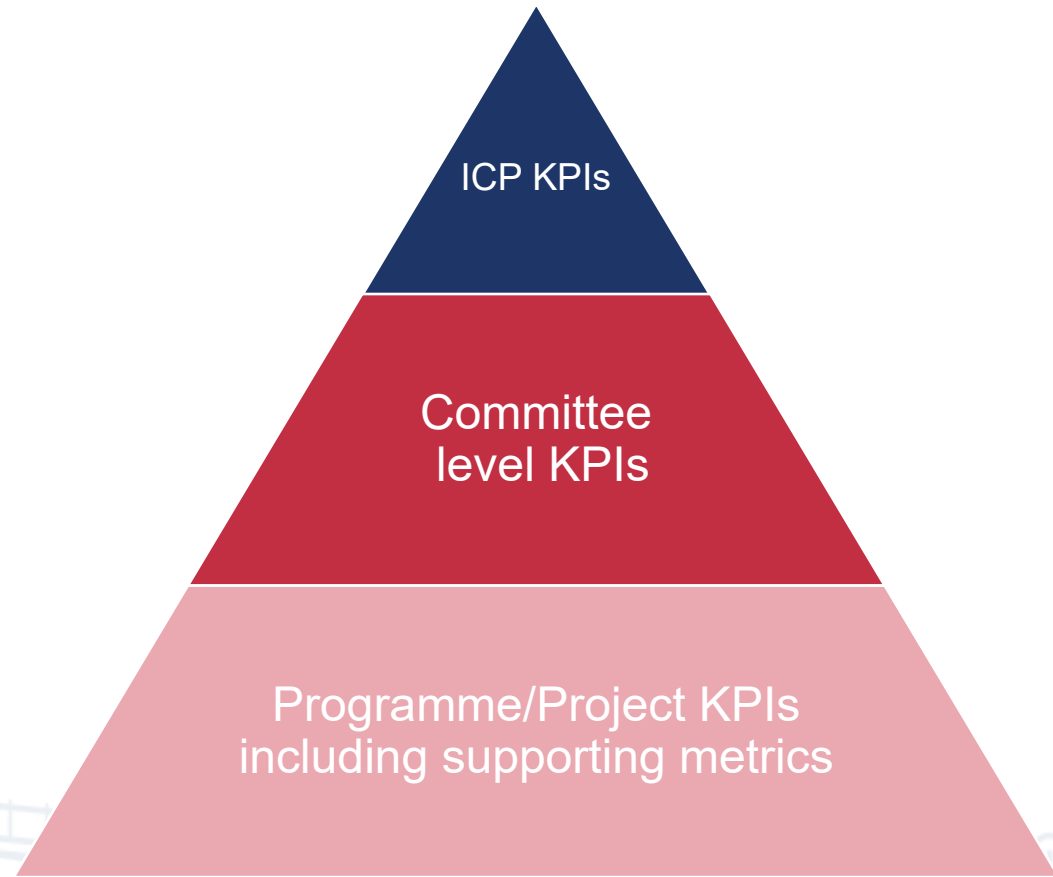 ICP KPIs
Committee
level KPIs
Programme/Project KPIs
including supporting metrics